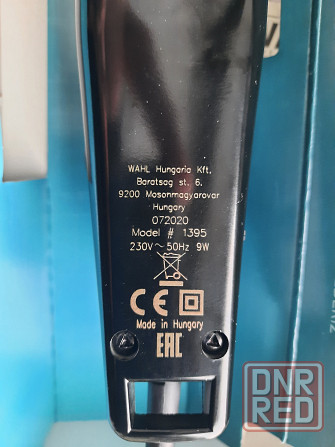 WAHL Hungaria Kft.
Baratsag st. 6.
9200 Mosonmagyarovar
Hungary
072020
Model # 1395
230V ~ 50Hz 9W
CE
Made in Hungary
EAC
DNR
RED